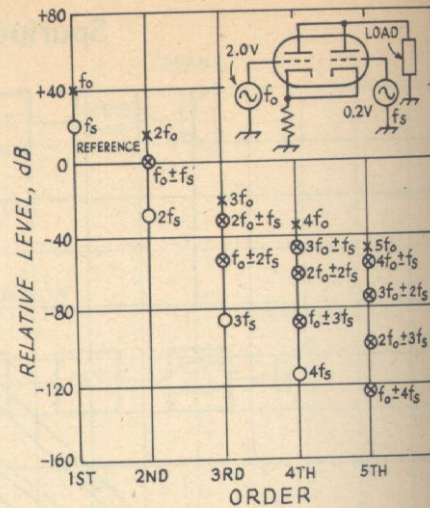 +80
+40
0
-40
-80
-120
-160
RELATIVE LEVEL, dB
1ST
2ND
3RD
4TH
5TH
ORDER
LOAD
2.0V
f₀
fₛ
0.2V
f₀
fₛ
REFERENCE
2f₀
f₀±fₛ
2fₛ
3f₀
2f₀±fₛ
f₀±2fₛ
3fₛ
4f₀
3f₀±fₛ
2f₀±2fₛ
f₀±3fₛ
4fₛ
5f₀
4f₀±fₛ
3f₀±2fₛ
2f₀±3fₛ
f₀±4fₛ